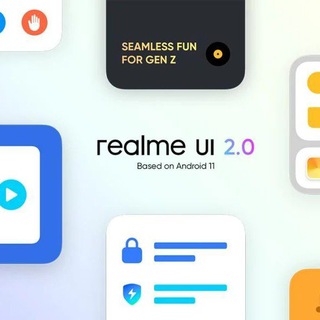 SEAMLESS FUN
FOR GEN Z
realme UI 2.0
Based on Android 11